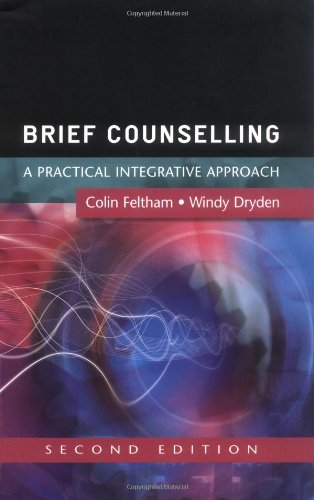 BRIEF COUNSELLING
A PRACTICAL INTEGRATIVE APPROACH
Colin Feltham • Windy Dryden
SECOND EDITION